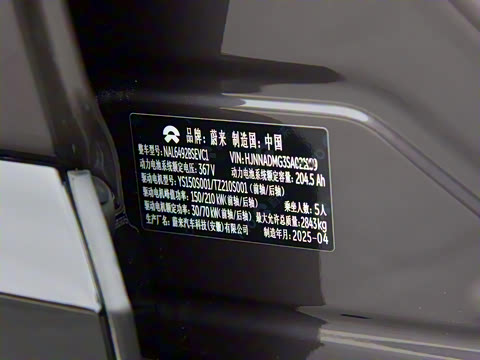 品牌：蔚来 制造国：中国
整车型号：NAL6492BSEVC1 VIN：HJNNADMG3SA
动力电池系统额定电压：367V 动力电池系统额定容量：204.5 Ah
驱动电机型号：YS150S001/TZ210S001 (前轴/后轴)
驱动电机峰值功率：150/210 kW (前轴/后轴) 乘坐人数：5人
驱动电机额定功率：30/70 kW (前轴/后轴) 最大允许总质量：2843kg
生产厂名：蔚来汽车科技(安徽)有限公司 制造年月：2025-04